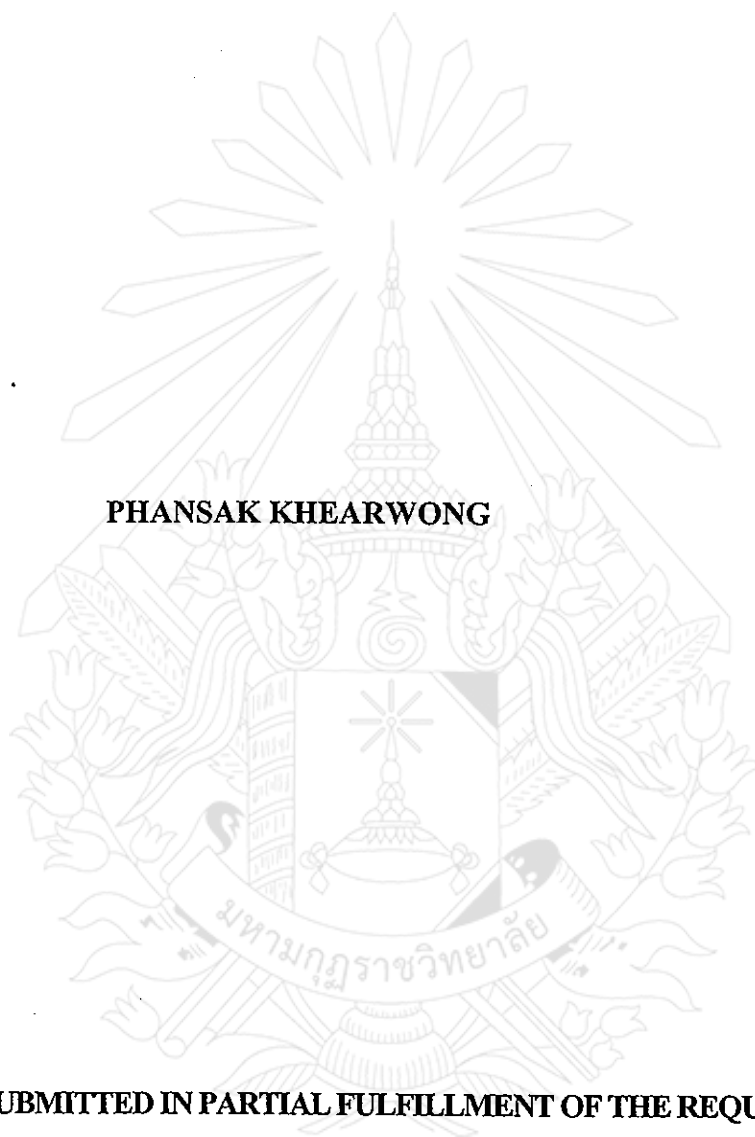 PHANSAK KHEARWONG
มหามกุฏราชวิทยาลัย
UBMITTED IN PARTIAL FULFILLMENT OF THE REQU